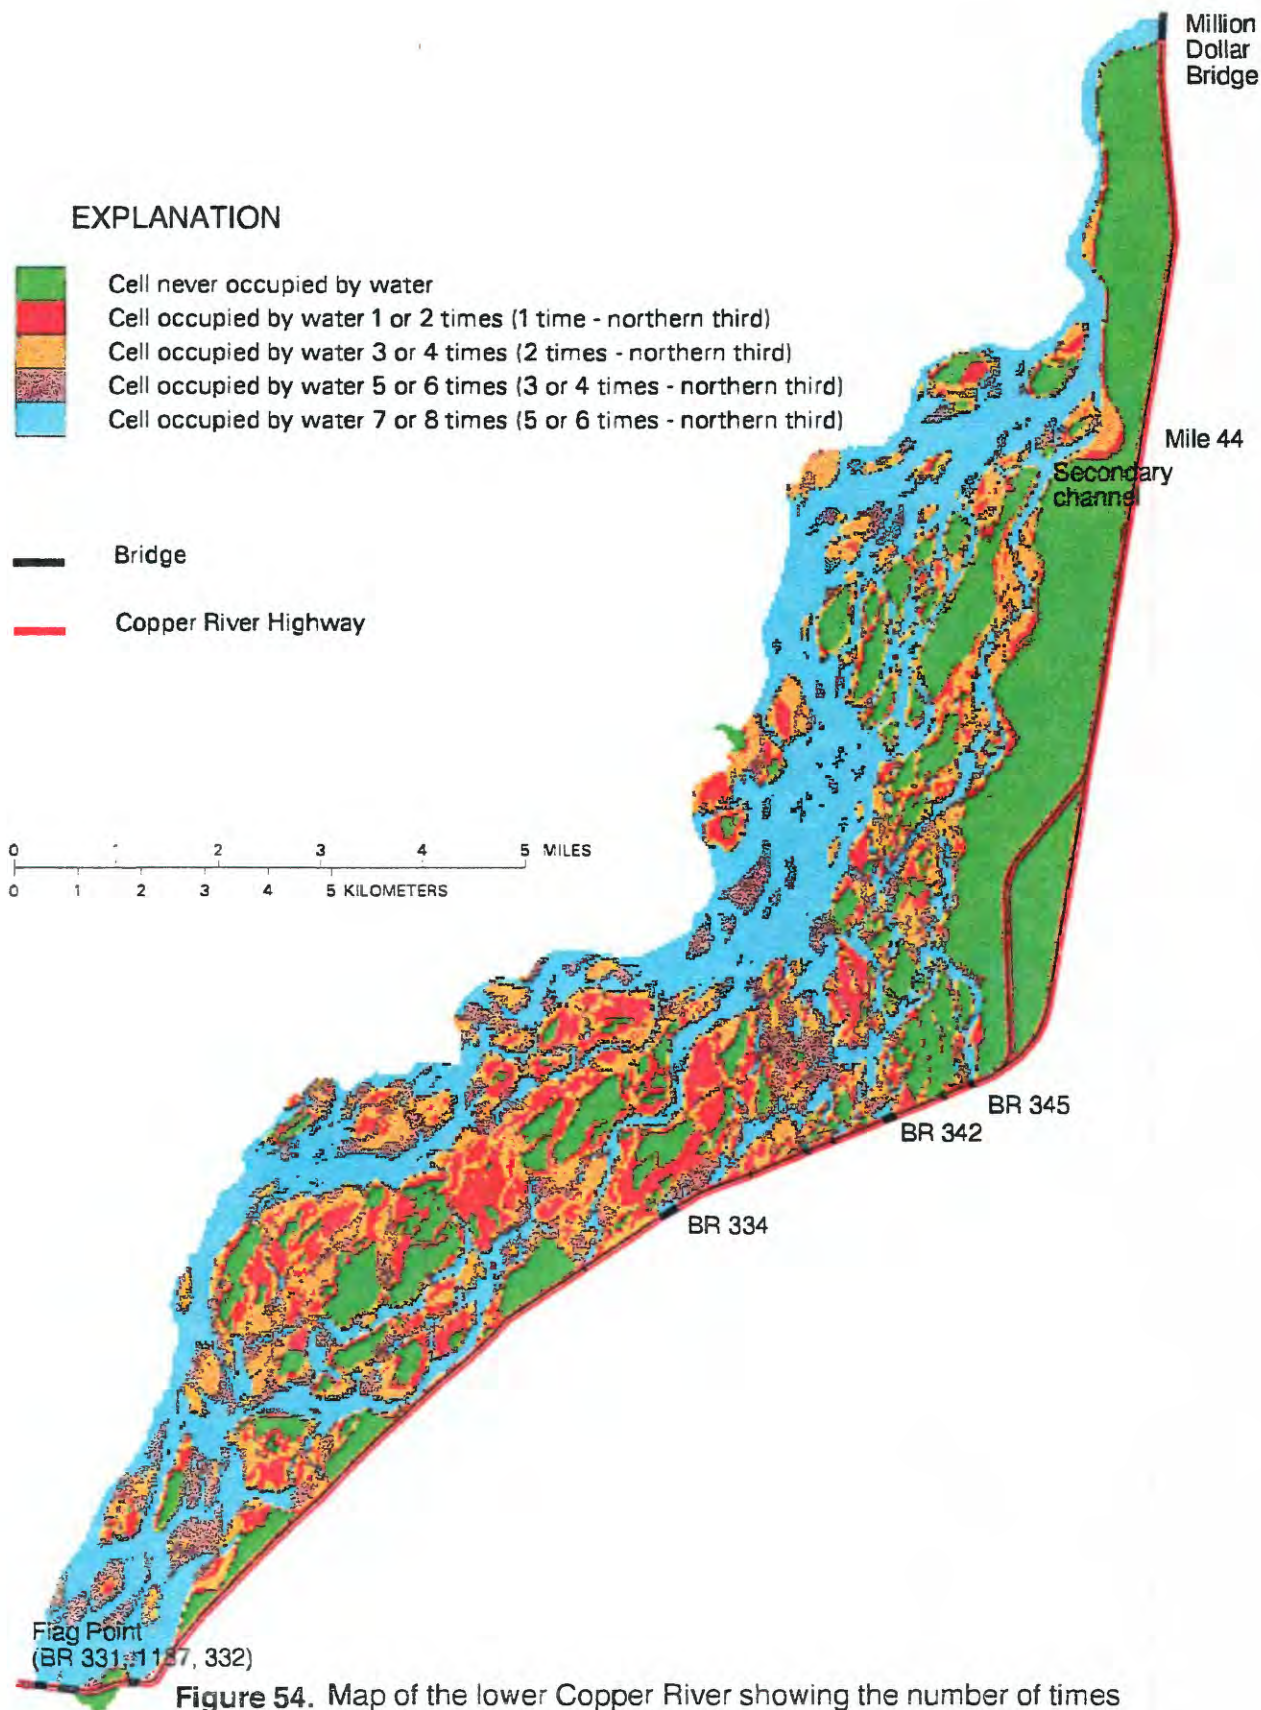 Million
Dollar
Bridge
EXPLANATION
Cell never occupied by water
Cell occupied by water 1 or 2 times (1 time - northern third)
Cell occupied by water 3 or 4 times (2 times - northern third)
Cell occupied by water 5 or 6 times (3 or 4 times - northern third)
Cell occupied by water 7 or 8 times (5 or 6 times - northern third)
Mile 44
Secondary
channel
Bridge
Copper River Highway
0 2 3 4 5 MILES
0 1 2 3 4 5 KILOMETERS
BR 345
BR 342
BR 334
Flag Point
(BR 331, 1187, 332)
Figure 54. Map of the lower Copper River showing the number of times